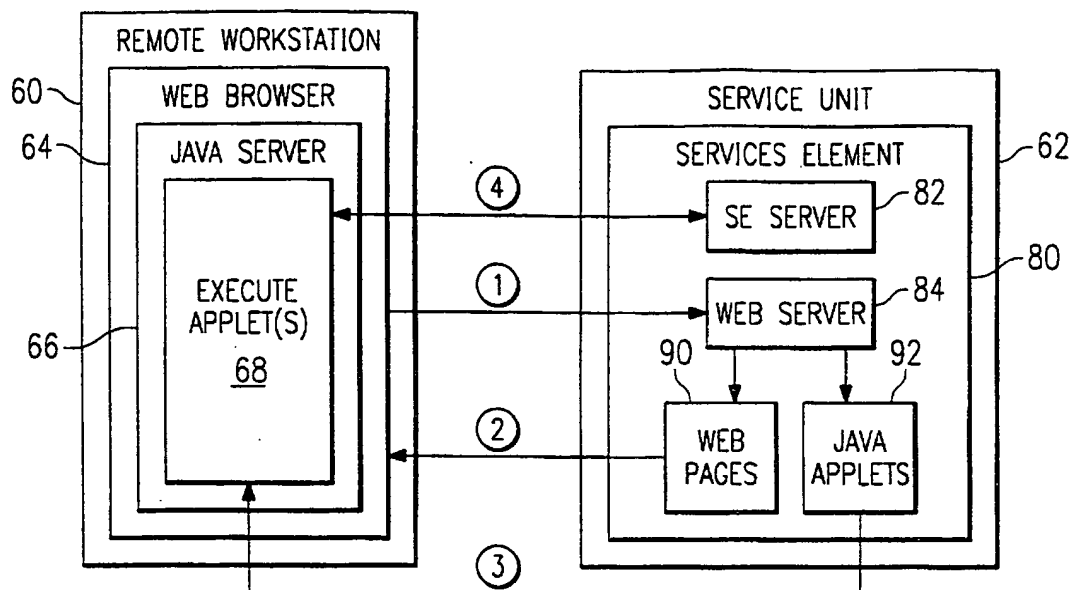 REMOTE WORKSTATION
60
WEB BROWSER
64
JAVA SERVER
EXECUTE
APPLET(S)
68
66
4
1
2
3
SERVICE UNIT
62
SERVICES ELEMENT
SE SERVER
82
80
WEB SERVER
84
90
92
WEB
PAGES
JAVA
APPLETS